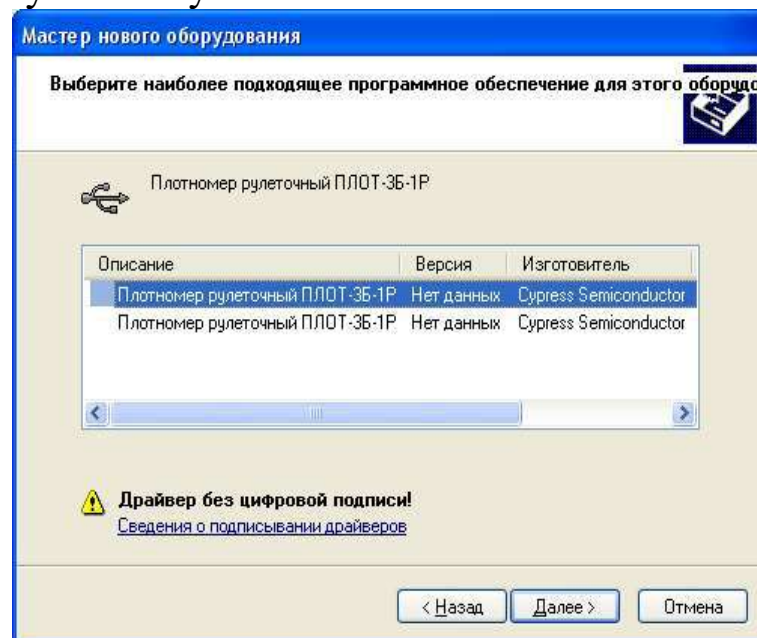 Мастер нового оборудования
Выберите наиболее подходящее программное обеспечение для этого
Плотномер рулеточный ПЛОТ-3Б-1Р
Описание Версия Изготовитель
Плотномер рулеточный ПЛОТ-3Б-1Р Нет данных Cypress Semiconductor
Плотномер рулеточный ПЛОТ-3Б-1Р Нет данных Cypress Semiconductor
Драйвер без цифровой подписи!
Сведения о подписывании драйверов
< Назад Далее > Отмена